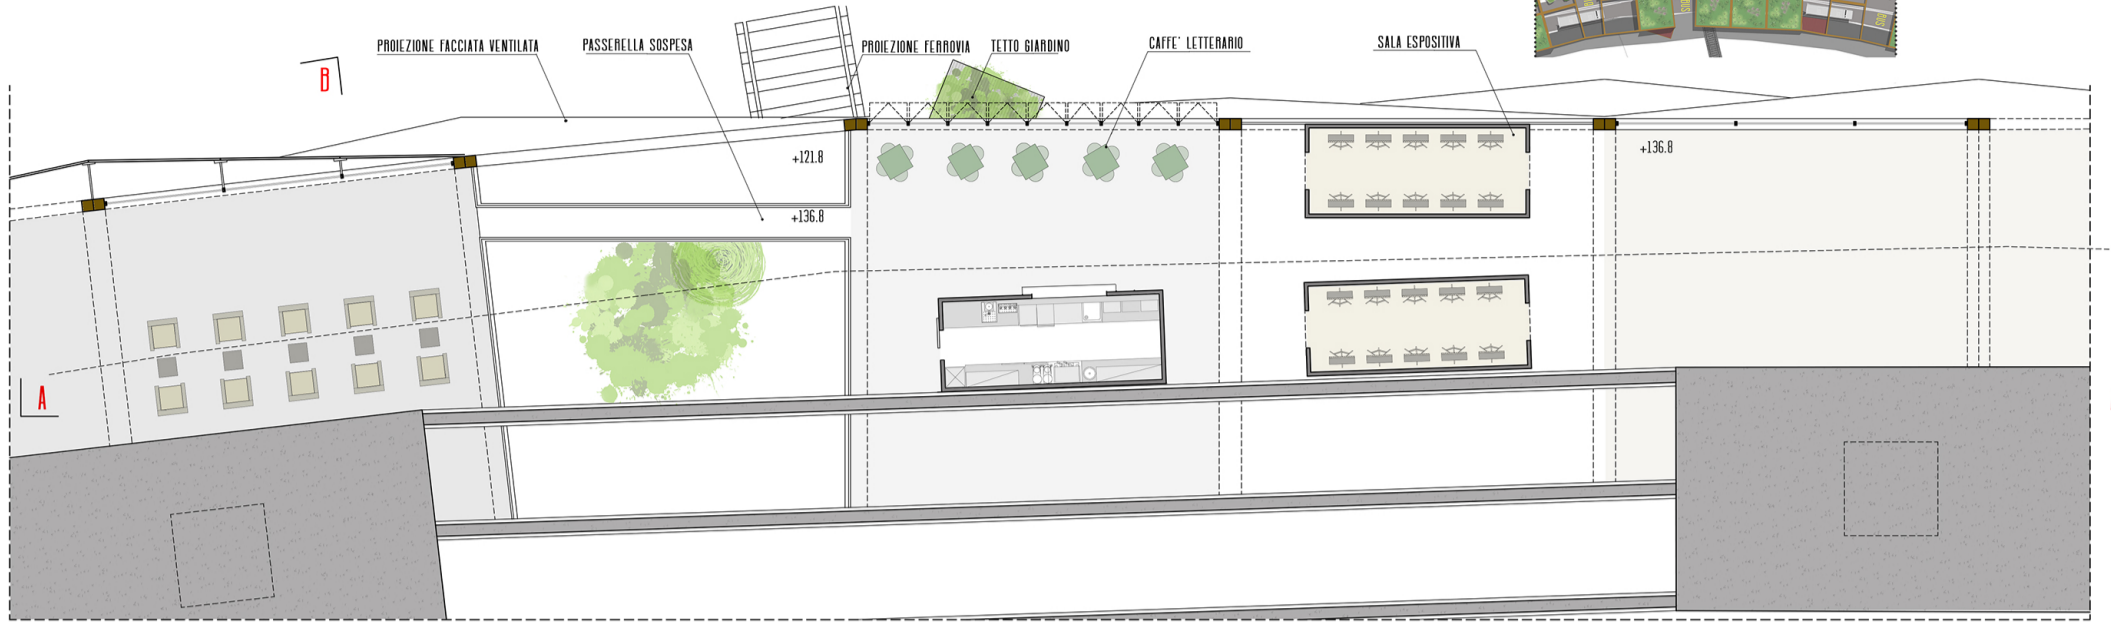 PROIEZIONE FACCIATA VENTILATA
PASSERELLA SOSPESA
PROIEZIONE FERROVIA
TETTO GIARDINO
CAFFE' LETTERARIO
SALA ESPOSITIVA
B
+121.8
+136.8
+136.8
A